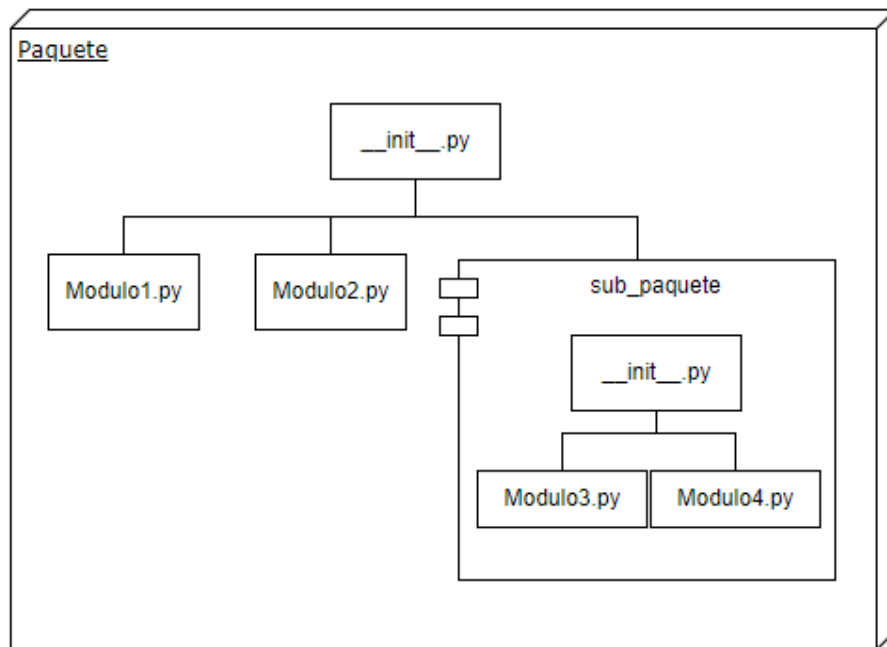 Paquete
__init__.py
Modulo1.py
Modulo2.py
sub_paquete
__init__.py
Modulo3.py
Modulo4.py